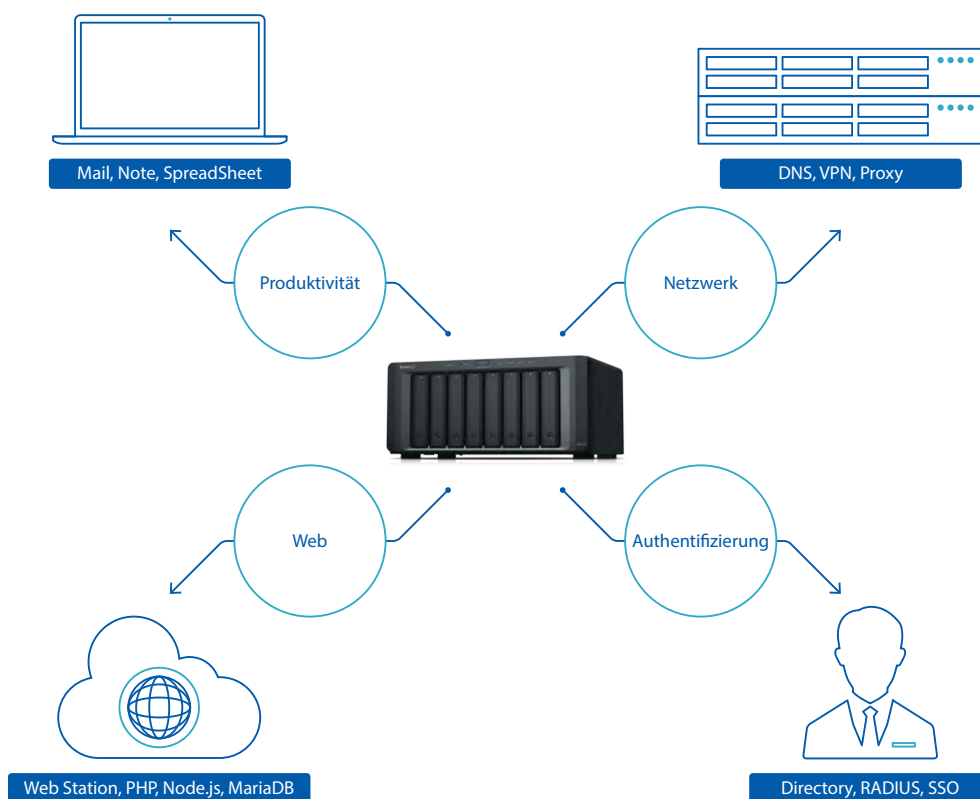 Mail, Note, SpreadSheet
DNS, VPN, Proxy
Produktivität
Netzwerk
Web
Authentifizierung
Web Station, PHP, Node.js, MariaDB
Directory, RADIUS, SSO